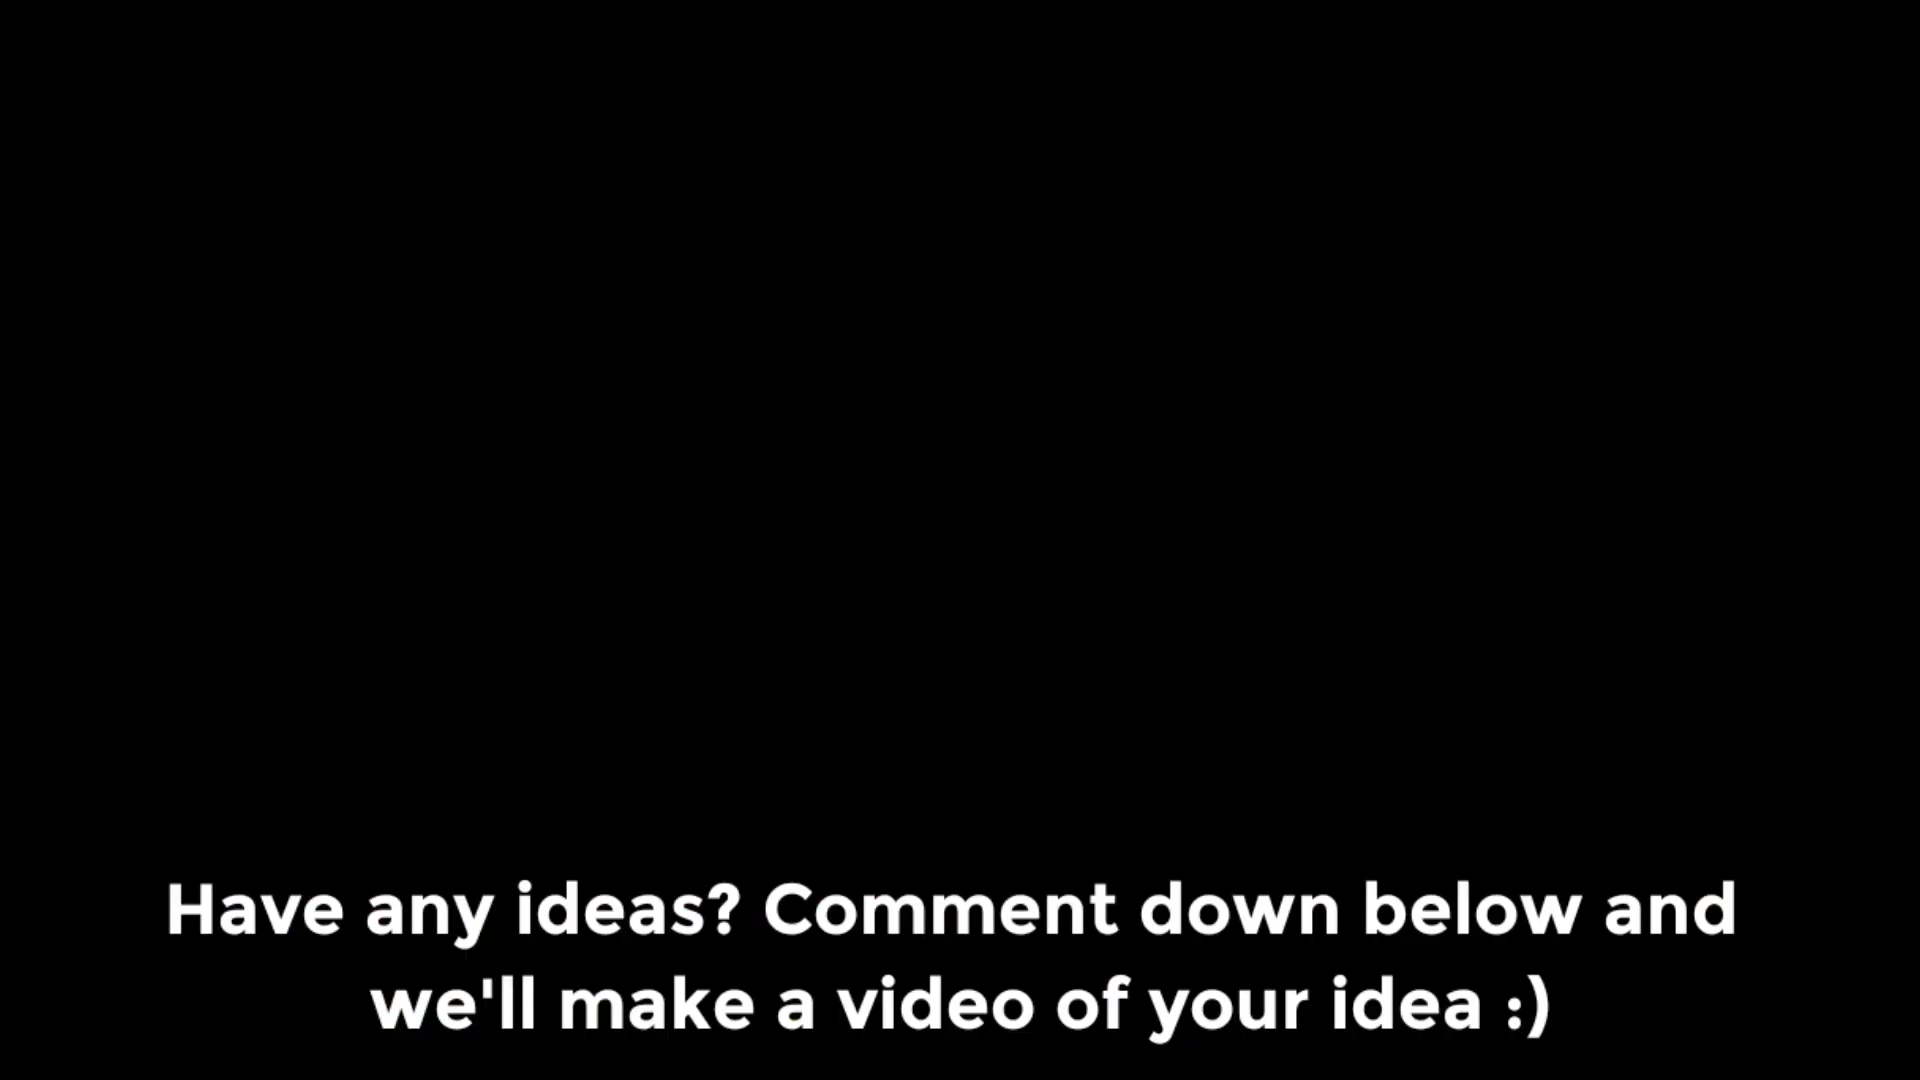 Have any ideas? Comment down below and
we'll make a video of your idea :)